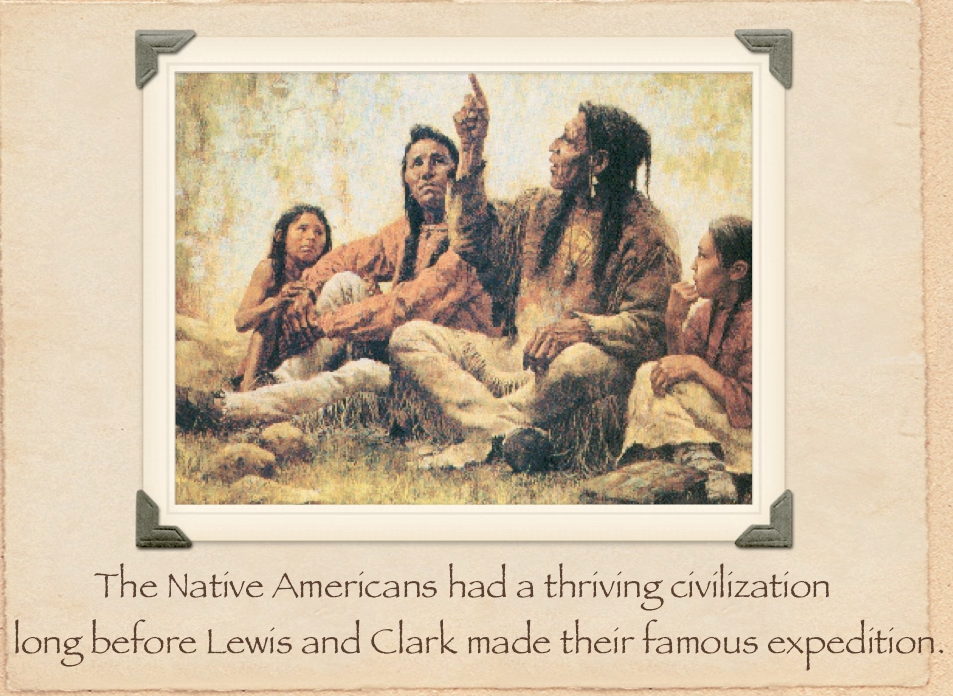 The Native Americans had a thriving civilization
long before Lewis and Clark made their famous expedition.